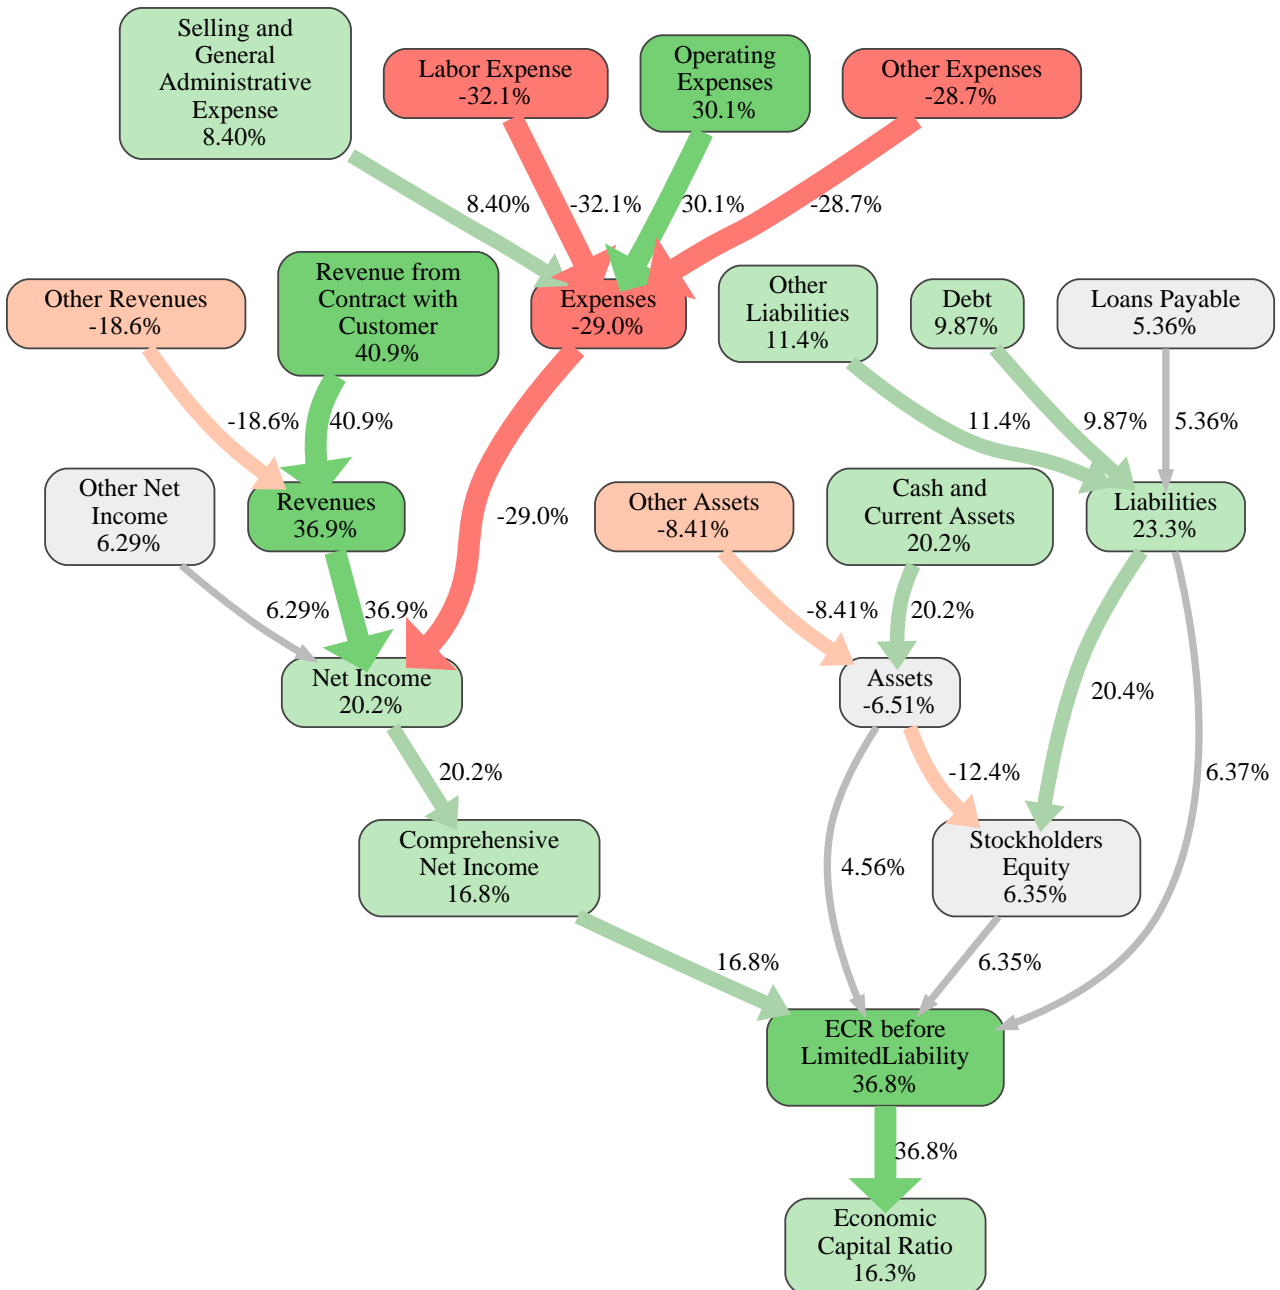 Selling and
General
Administrative
Expense
8.40%
Labor Expense
-32.1%
Operating
Expenses
30.1%
Other Expenses
-28.7%
8.40%
-32.1%
30.1%
-28.7%
Other Revenues
-18.6%
Revenue from
Contract with
Customer
40.9%
Expenses
-29.0%
Other
Liabilities
11.4%
Debt
9.87%
Loans Payable
5.36%
-18.6%
40.9%
11.4%
9.87%
5.36%
Other Net
Income
6.29%
Revenues
36.9%
-29.0%
Other Assets
-8.41%
Cash and
Current Assets
20.2%
Liabilities
23.3%
6.29%
36.9%
-8.41%
20.2%
Net Income
20.2%
Assets
-6.51%
20.4%
20.2%
-12.4%
6.37%
Comprehensive
Net Income
16.8%
4.56%
Stockholders
Equity
6.35%
16.8%
6.35%
ECR before
LimitedLiability
36.8%
36.8%
Economic
Capital Ratio
16.3%